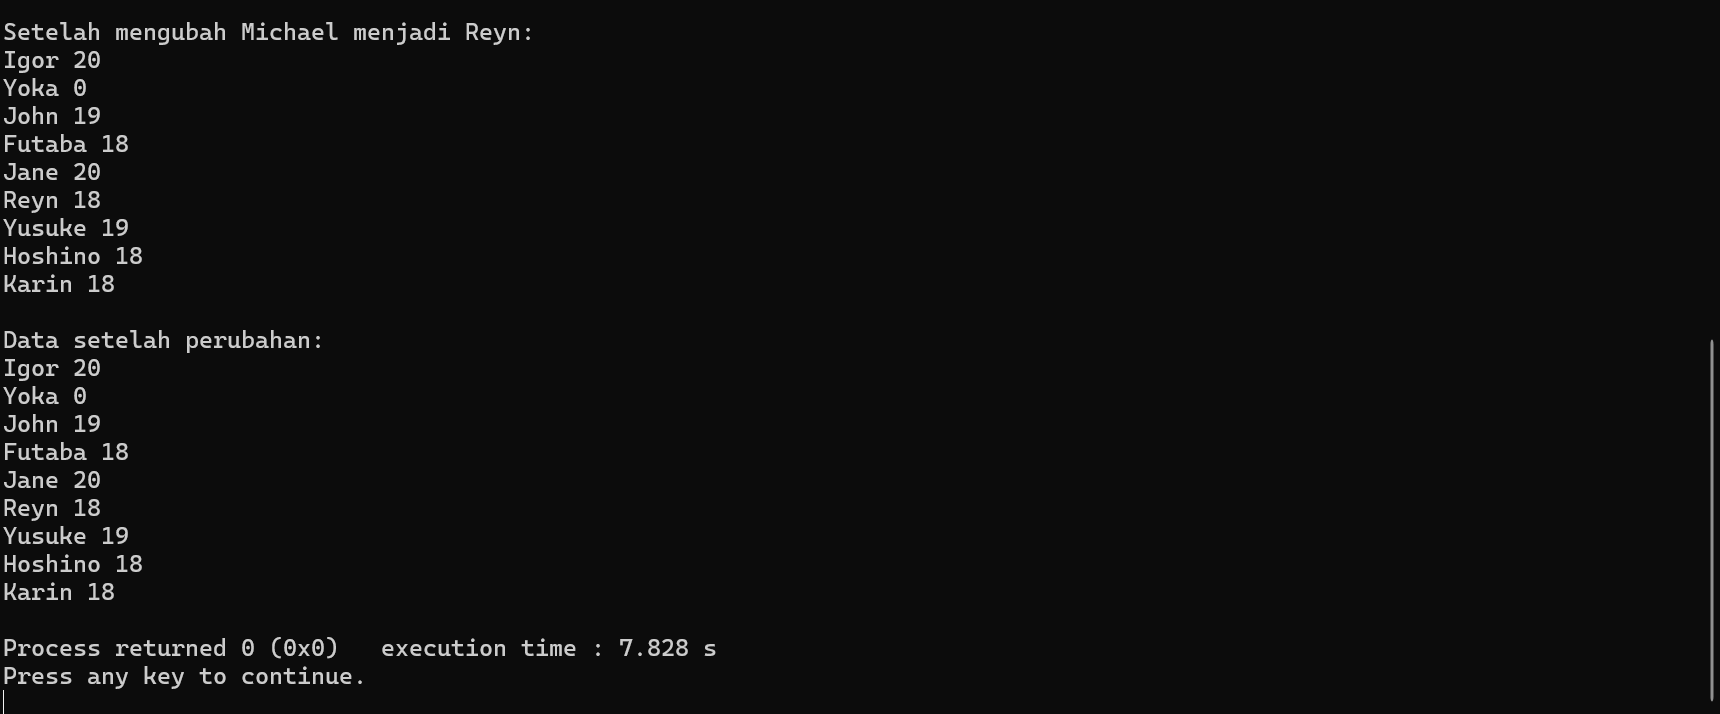 Setelah mengubah Michael menjadi Reyn:
Igor 20
Yoka 0
John 19
Futaba 18
Jane 20
Reyn 18
Yusuke 19
Hoshino 18
Karin 18
Data setelah perubahan:
Igor 20
Yoka 0
John 19
Futaba 18
Jane 20
Reyn 18
Yusuke 19
Hoshino 18
Karin 18
Process returned 0 (0x0)   execution time : 7.828 s
Press any key to continue.